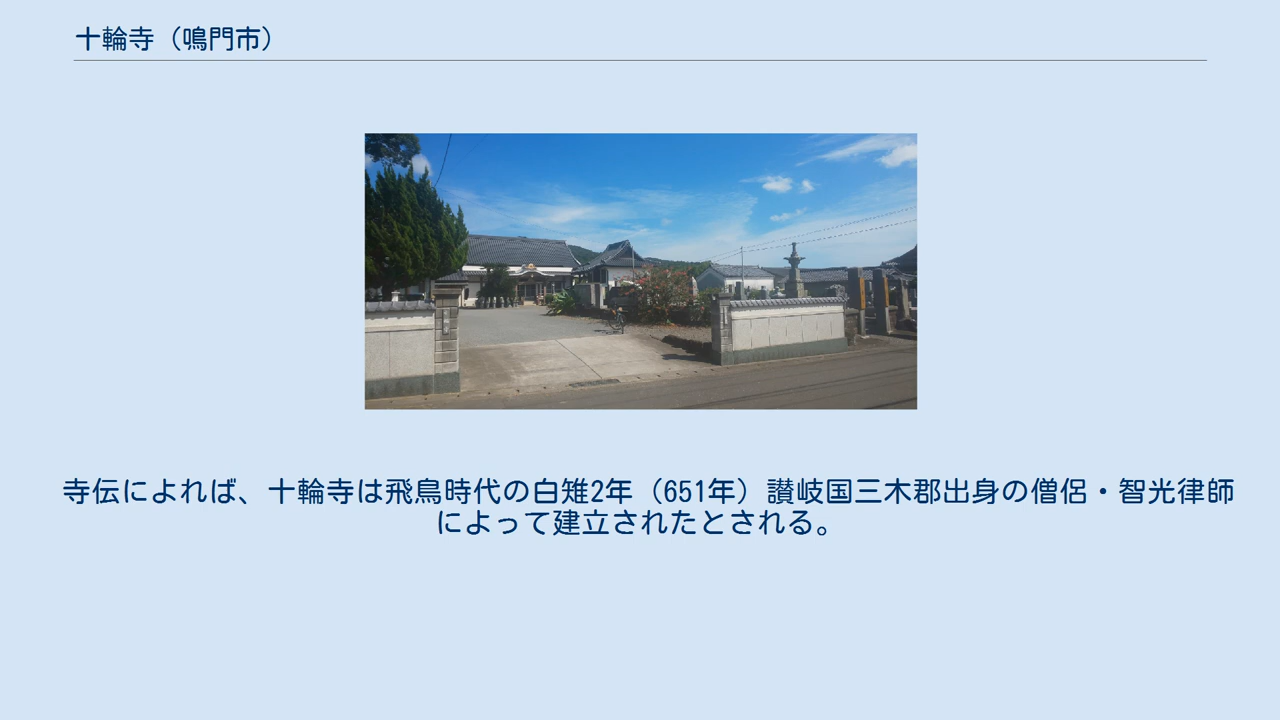 十輪寺（鳴門市）
寺伝によれば、十輪寺は飛鳥時代の白雉2年（651年）讃岐国三木郡出身の僧侶・智光律師
によって建立されたとされる。